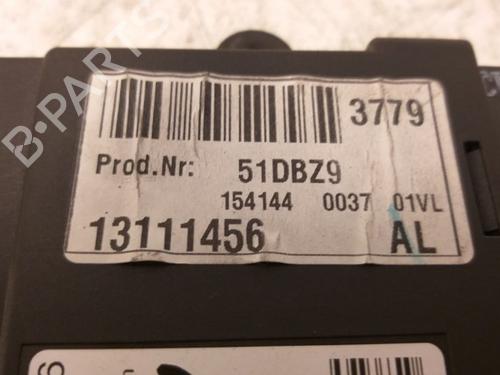 3779
Prod.Nr: 51DBZ9
154144 0037 01VL
13111456 AL
B-PARTS